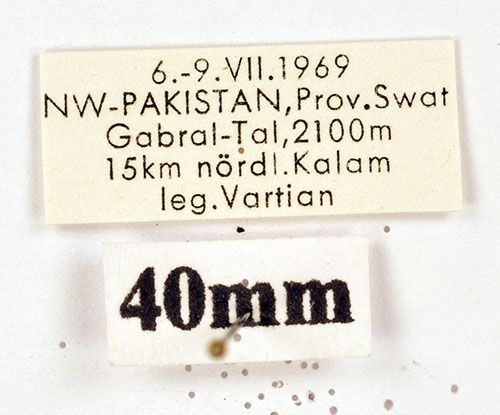 6.-9.VII.1969
NW-PAKISTAN,Prov.Swat
Gabral-Tal,2100m
15km nördl.Kalam
leg.Vartian
40mm